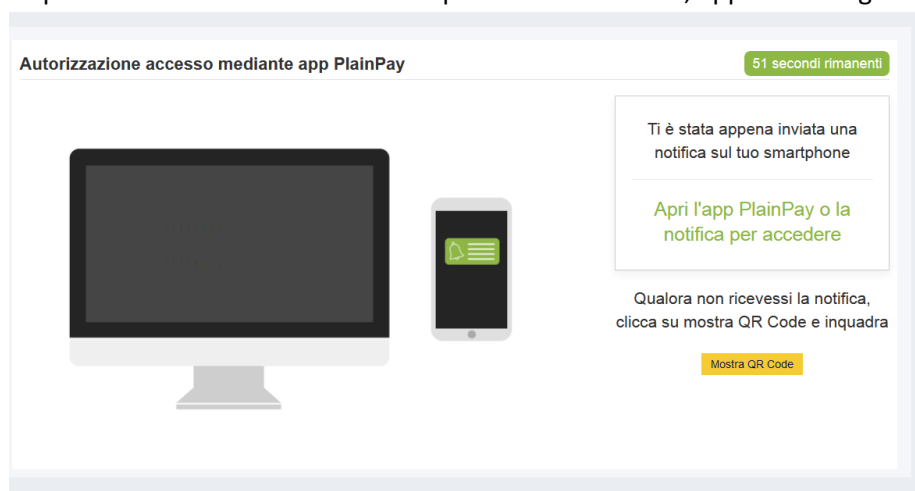 Autorizzazione accesso mediante app PlainPay
51 secondi rimanenti
Ti è stata appena inviata una
notifica sul tuo smartphone
Apri l'app PlainPay o la
notifica per accedere
Qualora non ricevessi la notifica,
clicca su mostra QR Code e inquadra
Mostra QR Code